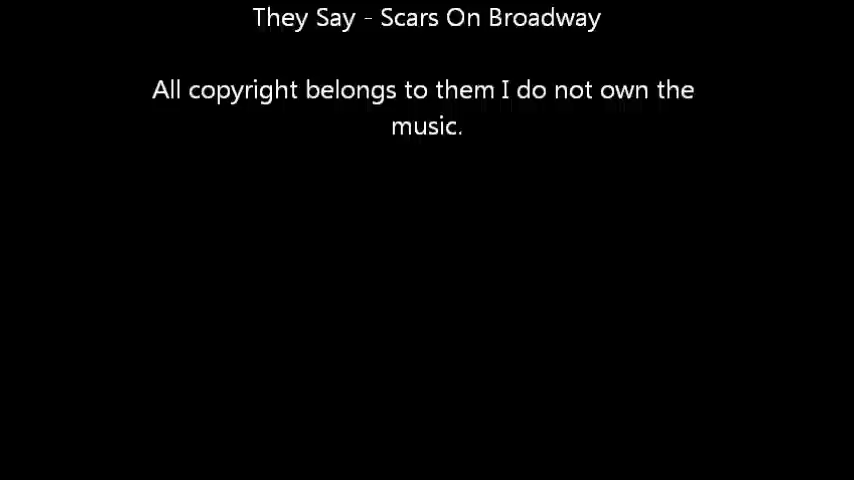 They Say - Scars On Broadway
All copyright belongs to them I do not own the
music.